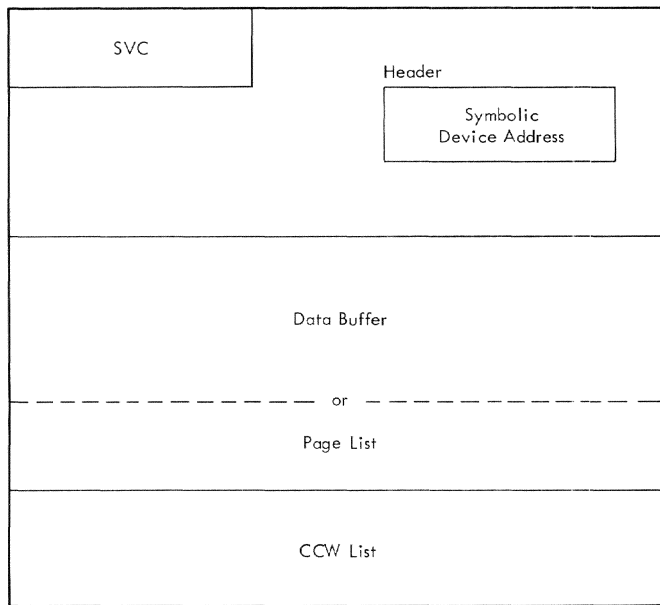 SVC
Header
Symbolic
Device Address
Data Buffer
or
Page List
CCW List